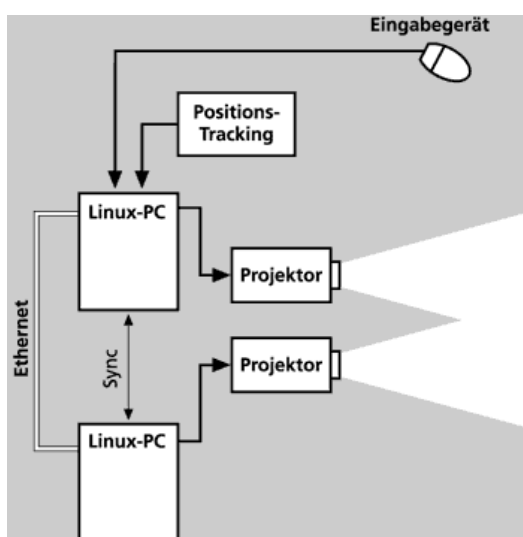 Eingabegerät
Positions-
Tracking
Linux-PC
Projektor
Ethernet
Sync
Projektor
Linux-PC